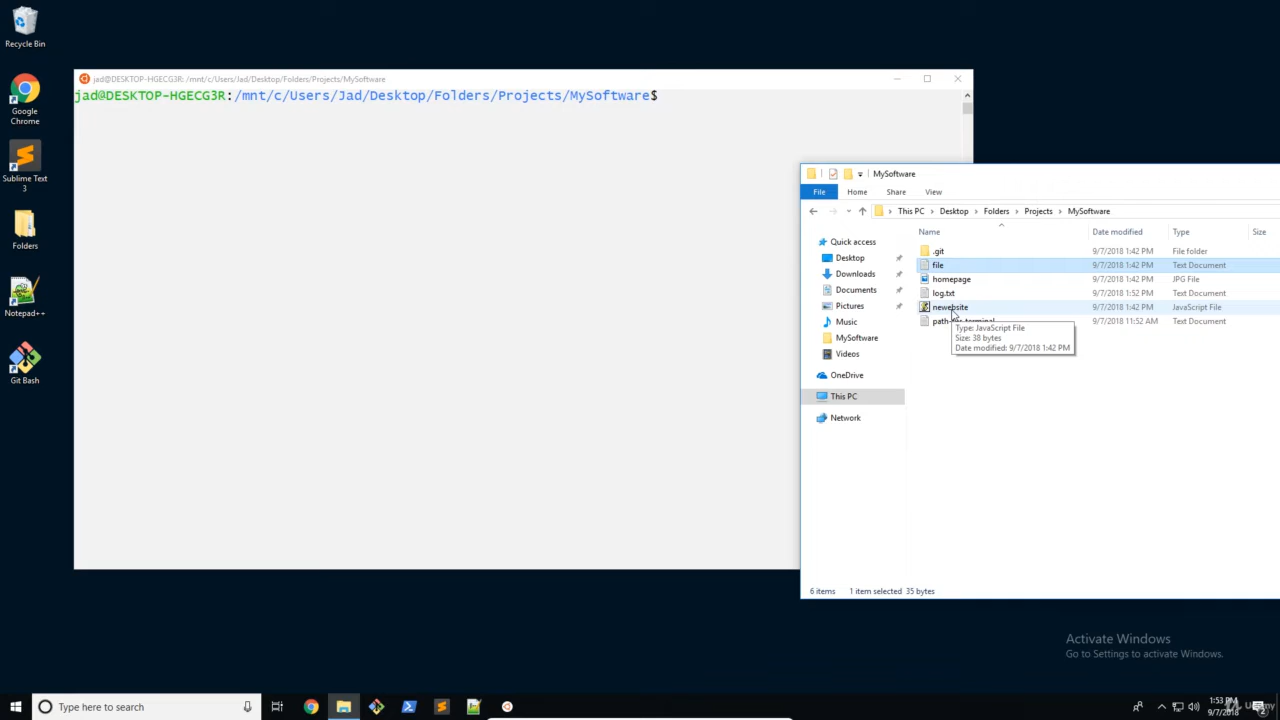 Recycle Bin
Google
Chrome
Sublime Text
3
Folders
Notepad++
Git Bash
jad@DESKTOP-HGECG3R: /mnt/c/Users/Jad/Desktop/Folders/Projects/MySoftware
jad@DESKTOP-HGECG3R:/mnt/c/Users/Jad/Desktop/Folders/Projects/MySoftware$
MySoftware
File Home Share View
This PC > Desktop > Folders > Projects > MySoftware
Name Date modified Type Size
Quick access
Desktop
Downloads
Documents
Pictures
Music
MySoftware
Videos
OneDrive
This PC
Network
.git 9/7/2018 1:42 PM File folder
file 9/7/2018 1:42 PM Text Document
homepage 9/7/2018 1:42 PM JPG File
log.txt 9/7/2018 1:52 PM Text Document
newebsite 9/7/2018 1:42 PM JavaScript File
9/7/2018 11:52 AM Text Document
Type: JavaScript File
Size: 38 bytes
Date modified: 9/7/2018 1:42 PM
6 items 1 item selected 35 bytes
Activate Windows
Go to Settings to activate Windows.
Type here to search
1:53 PM
9/7/2018
Udemy